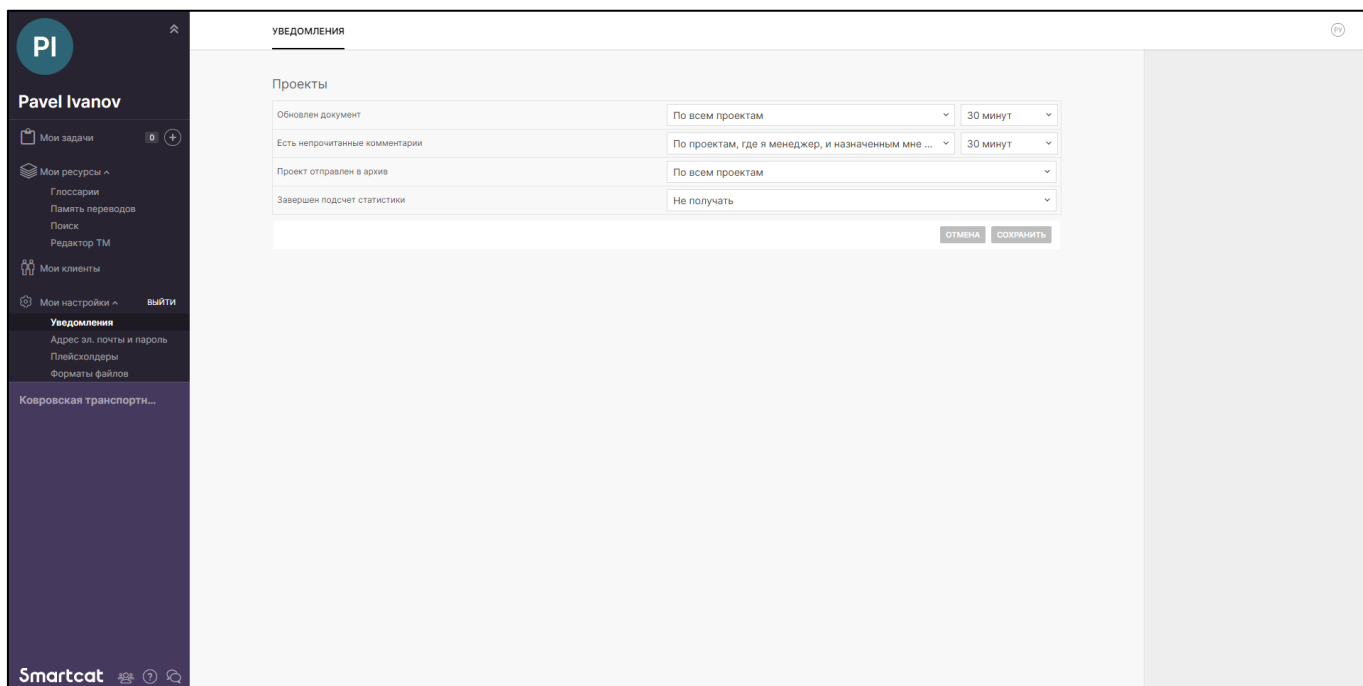 PI
Pavel Ivanov
Мои задачи 0
Мои ресурсы
Глоссарии
Память переводов
Поиск
Редактор TM
Мои клиенты
Мои настройки ВЫЙТИ
Уведомления
Адрес эл. почты и пароль
Плейсхолдеры
Форматы файлов
Ковровская транспортн...
Smartcat
УВЕДОМЛЕНИЯ
РУ
Проекты
Обновлен документ По всем проектам 30 минут
Есть непрочитанные комментарии По проектам, где я менеджер, и назначенным мне ... 30 минут
Проект отправлен в архив По всем проектам
Завершен подсчет статистики Не получать
ОТМЕНА СОХРАНИТЬ